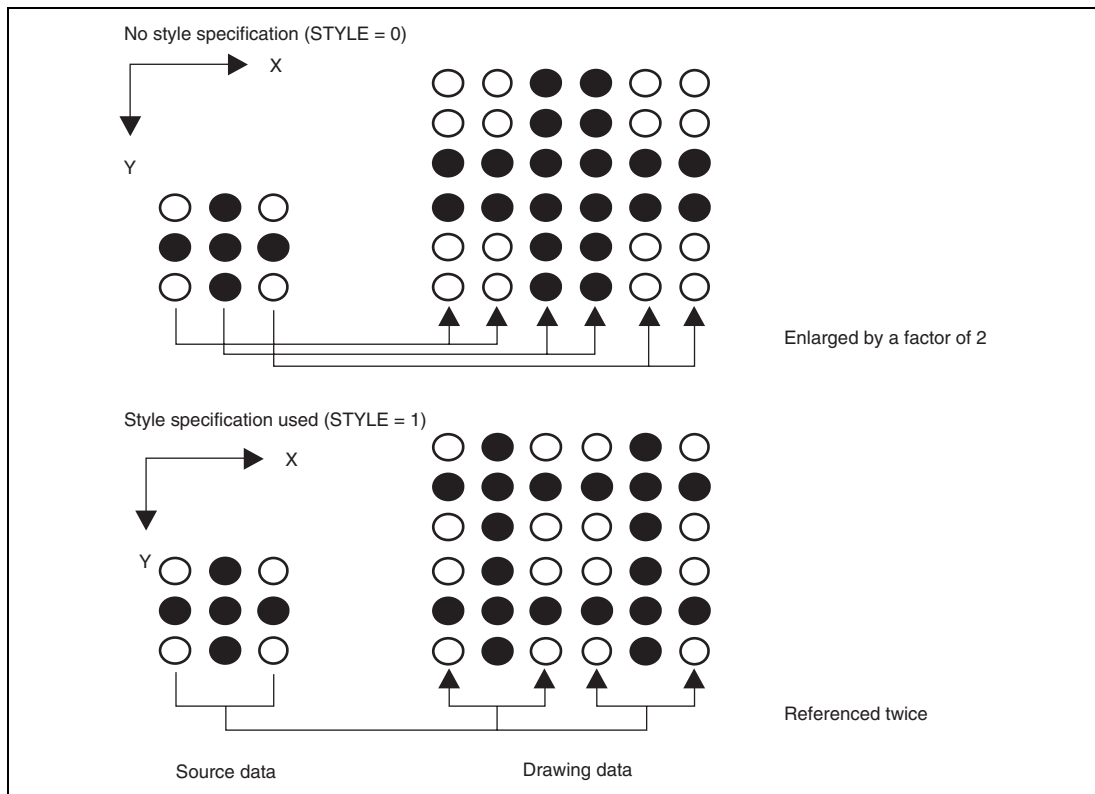 No style specification (STYLE = 0)
X
Y
Enlarged by a factor of 2
Style specification used (STYLE = 1)
X
Y
Referenced twice
Source data
Drawing data